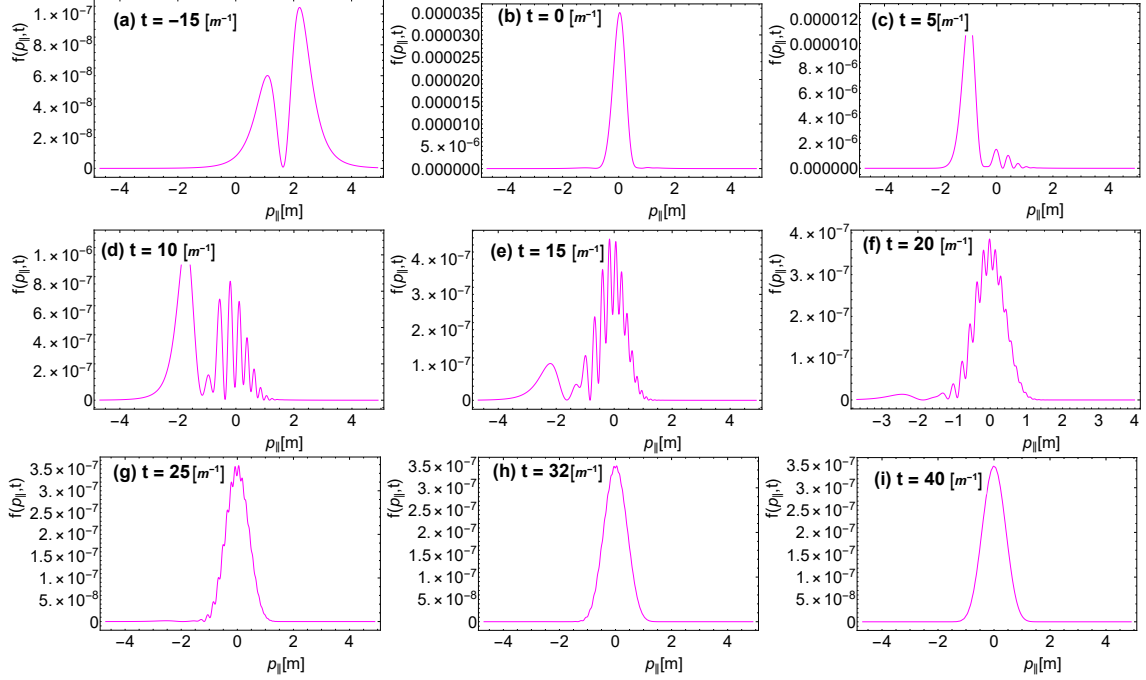 (a) t = −15 [m⁻¹]
f(p∥,t)
1. × 10⁻⁷
8. × 10⁻⁸
6. × 10⁻⁸
4. × 10⁻⁸
2. × 10⁻⁸
0
−4 −2 0 2 4
p∥[m]
(b) t = 0 [m⁻¹]
f(p∥,t)
0.000035
0.000030
0.000025
0.000020
0.000015
0.000010
5. × 10⁻⁶
0.000000
−4 −2 0 2 4
p∥[m]
(c) t = 5[m⁻¹]
f(p∥,t)
0.000012
0.000010
8. × 10⁻⁶
6. × 10⁻⁶
4. × 10⁻⁶
2. × 10⁻⁶
0.000000
−4 −2 0 2 4
p∥[m]
(d) t = 10 [m⁻¹]
f(p∥,t)
1. × 10⁻⁶
8. × 10⁻⁷
6. × 10⁻⁷
4. × 10⁻⁷
2. × 10⁻⁷
0
−4 −2 0 2 4
p∥[m]
(e) t = 15 [m⁻¹]
f(p∥,t)
4. × 10⁻⁷
3. × 10⁻⁷
2. × 10⁻⁷
1. × 10⁻⁷
0
−4 −2 0 2 4
p∥[m]
(f) t = 20 [m⁻¹]
f(p∥,t)
4. × 10⁻⁷
3. × 10⁻⁷
2. × 10⁻⁷
1. × 10⁻⁷
0
−3 −2 −1 0 1 2 3 4
p∥[m]
(g) t = 25 [m⁻¹]
f(p∥,t)
3.5 × 10⁻⁷
3. × 10⁻⁷
2.5 × 10⁻⁷
2. × 10⁻⁷
1.5 × 10⁻⁷
1. × 10⁻⁷
5. × 10⁻⁸
0
−4 −2 0 2 4
p∥[m]
(h) t = 32[m⁻¹]
f(p∥,t)
3.5 × 10⁻⁷
3. × 10⁻⁷
2.5 × 10⁻⁷
2. × 10⁻⁷
1.5 × 10⁻⁷
1. × 10⁻⁷
5. × 10⁻⁸
0
−4 −2 0 2 4
p∥[m]
(i) t = 40 [m⁻¹]
f(p∥,t)
3.5 × 10⁻⁷
3. × 10⁻⁷
2.5 × 10⁻⁷
2. × 10⁻⁷
1.5 × 10⁻⁷
1. × 10⁻⁷
5. × 10⁻⁸
0
−4 −2 0 2 4
p∥[m]